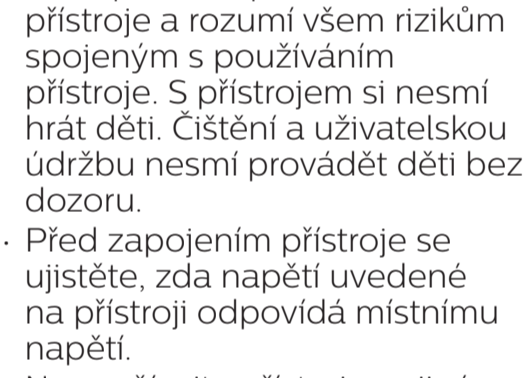 přístroje a rozumí všem rizikům
spojeným s používáním
přístroje. S přístrojem si nesmí
hrát děti. Čištění a uživatelskou
údržbu nesmí provádět děti bez
dozoru.
· Před zapojením přístroje se
ujistěte, zda napětí uvedené
na přístroji odpovídá místnímu
napětí.